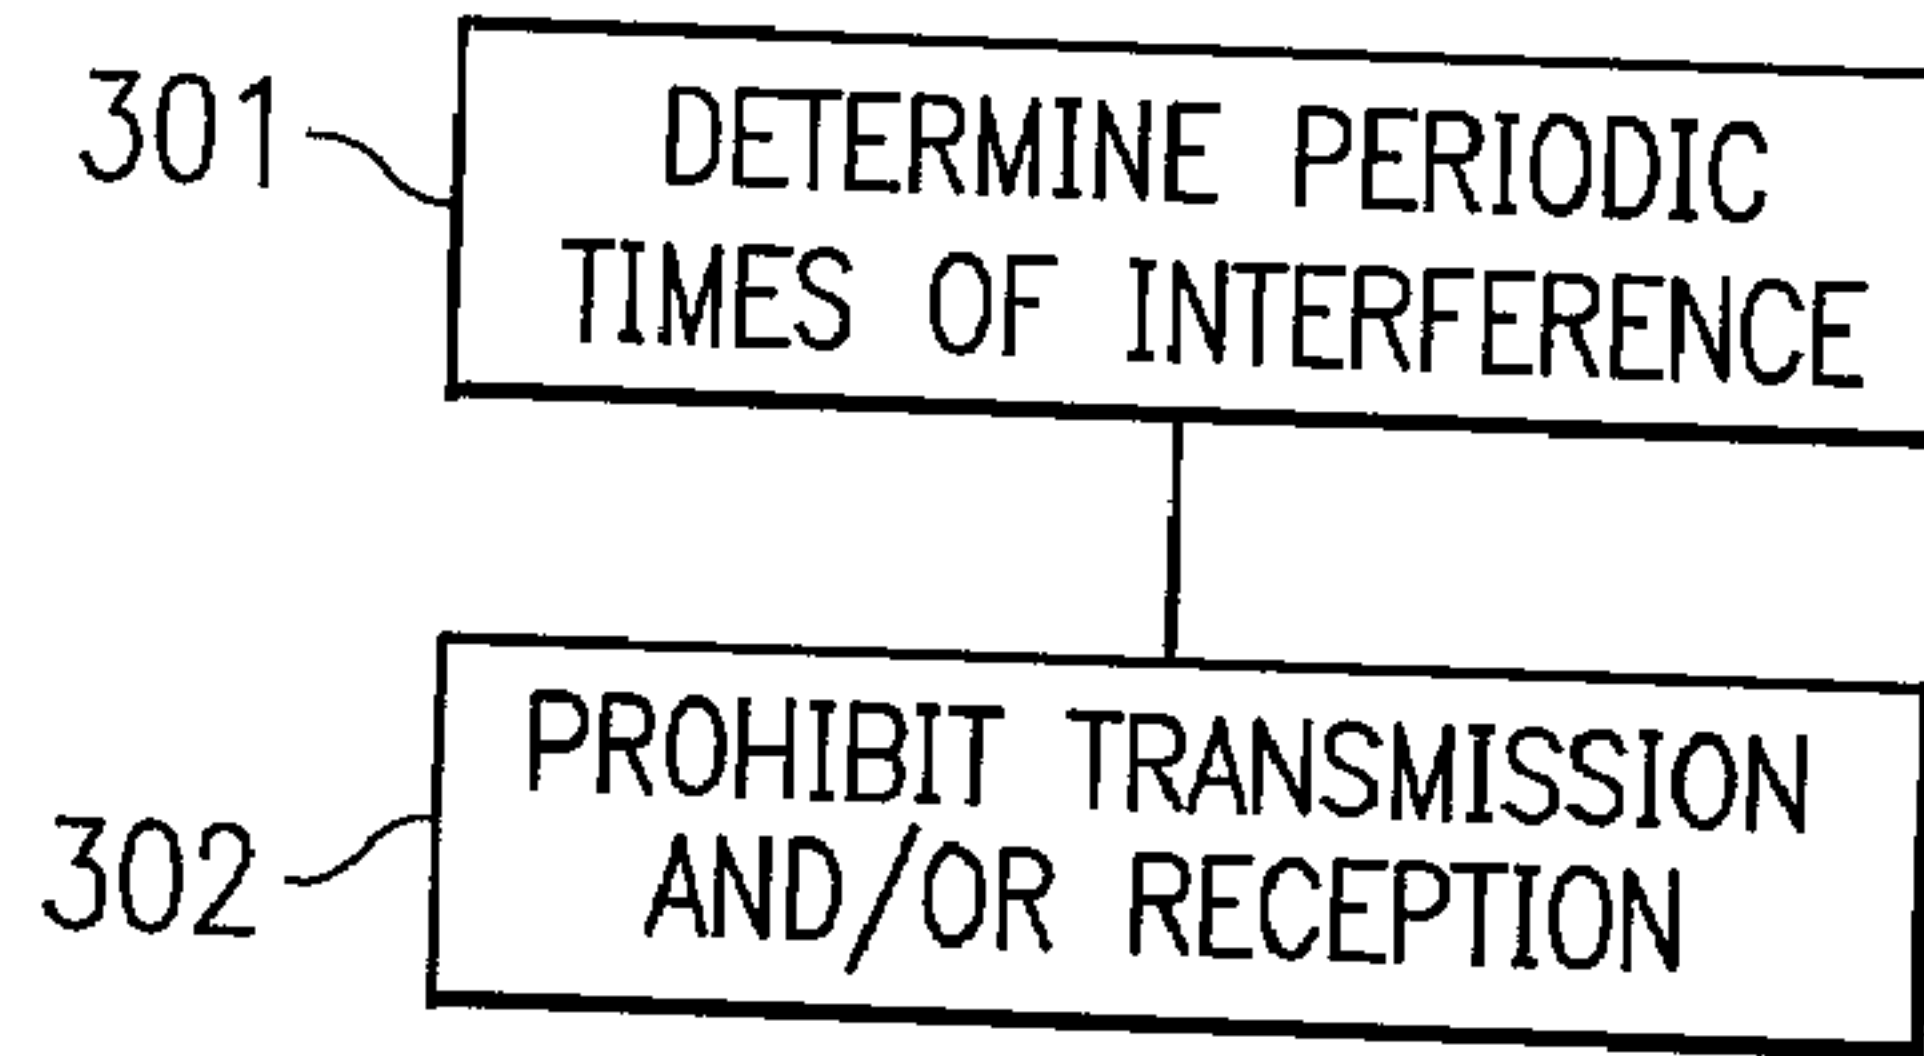 301
DETERMINE PERIODIC
TIMES OF INTERFERENCE
302
PROHIBIT TRANSMISSION
AND/OR RECEPTION